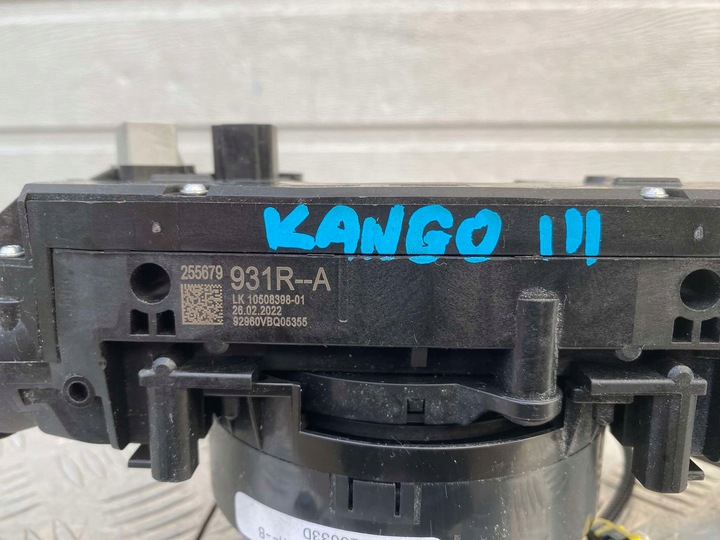 KANGO III
255679 931R--A
LK 10508398-01
26.02.2022
92960VBQ05355